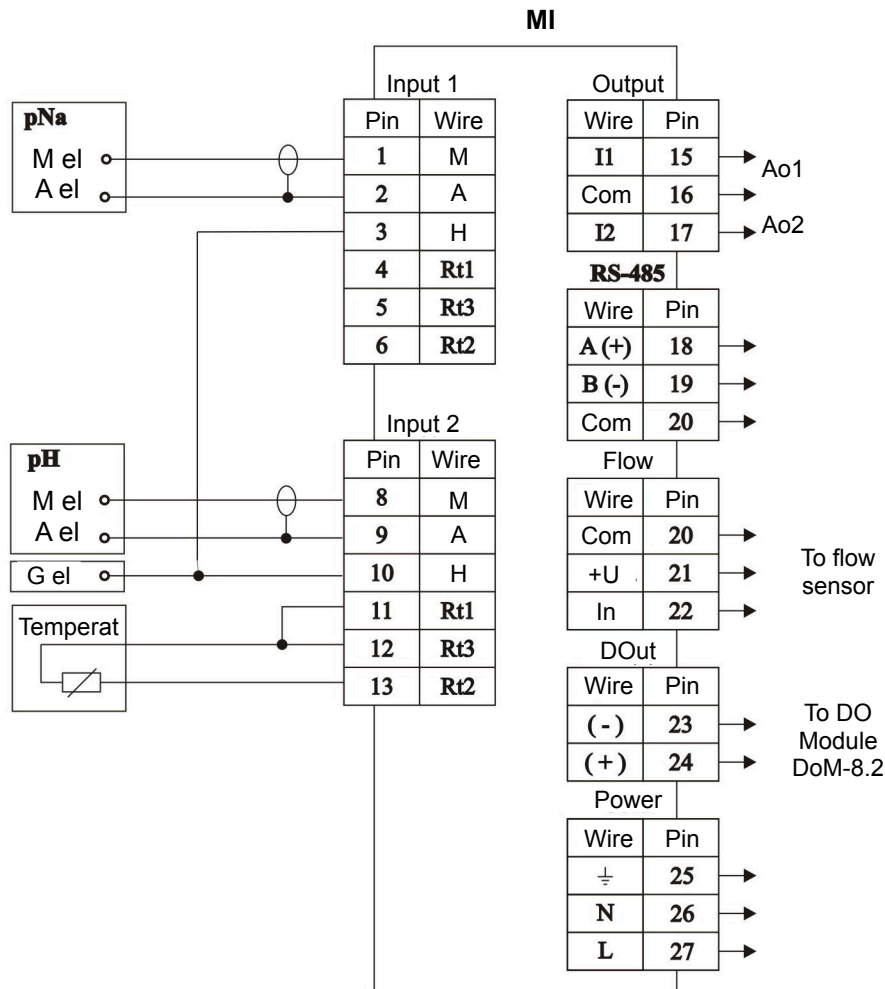 MI
pNa
M el
A el
Input 1
Pin Wire
1 M
2 A
3 H
4 Rt1
5 Rt3
6 Rt2
pH
M el
A el
G el
Temperat
Input 2
Pin Wire
8 M
9 A
10 H
11 Rt1
12 Rt3
13 Rt2
Output
Wire Pin
I1 15
Com 16
I2 17
Ao1
Ao2
RS-485
Wire Pin
A (+) 18
B (-) 19
Com 20
Flow
Wire Pin
Com 20
+U 21
In 22
To flow
sensor
DOut
Wire Pin
( - ) 23
( + ) 24
To DO
Module
DoM-8.2
Power
Wire Pin
⏚ 25
N 26
L 27